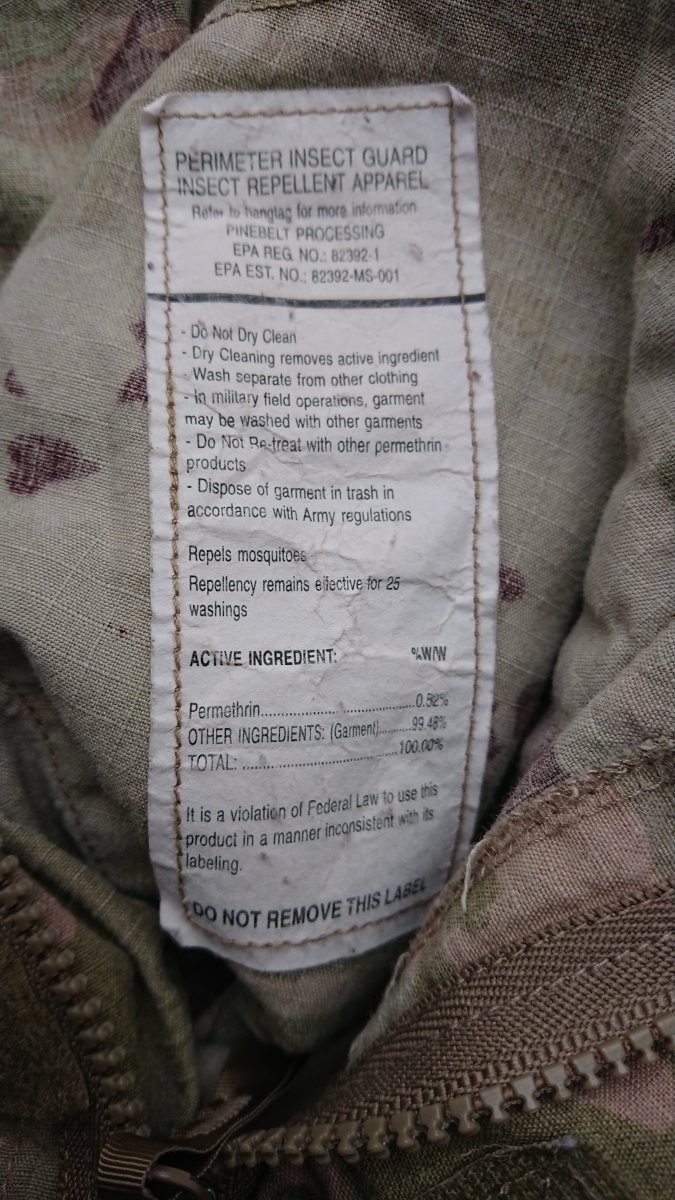 PERIMETER INSECT GUARD
INSECT REPELLENT APPAREL
Refer to hangtag for more information
PINEBELT PROCESSING
EPA REG. NO.: 82392-1
EPA EST. NO.: 82392-MS-001
- Do Not Dry Clean
- Dry Cleaning removes active ingredient
- Wash separate from other clothing
- In military field operations, garment
may be washed with other garments
- Do Not Re-treat with other permethrin
products
- Dispose of garment in trash in
accordance with Army regulations
Repels mosquitoes
Repellency remains effective for 25
washings
ACTIVE INGREDIENT: %W/W
Permethrin....................................0.52%
OTHER INGREDIENTS: (Garment)..........99.48%
TOTAL: ....................................100.00%
It is a violation of Federal Law to use this
product in a manner inconsistent with its
labeling.
DO NOT REMOVE THIS LABEL